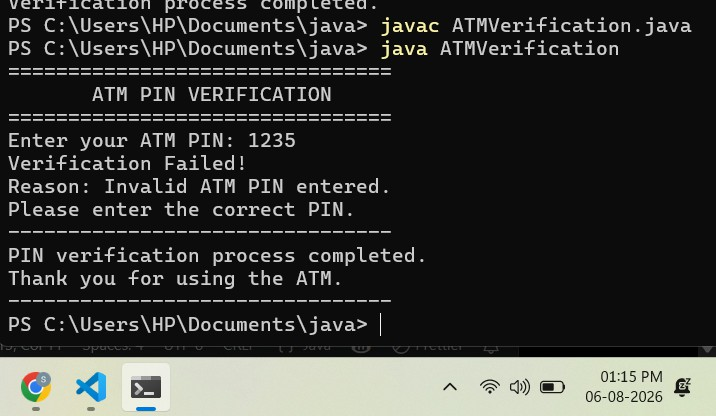 Verification process completed.
PS C:\Users\HP\Documents\java> javac ATMVerification.java
PS C:\Users\HP\Documents\java> java ATMVerification
================================
ATM PIN VERIFICATION
================================
Enter your ATM PIN: 1235
Verification Failed!
Reason: Invalid ATM PIN entered.
Please enter the correct PIN.
--------------------------------
PIN verification process completed.
Thank you for using the ATM.
--------------------------------
PS C:\Users\HP\Documents\java>
Spaces: 4 UTF-8 CRLF {} Java Prettier
S
01:15 PM
06-08-2026